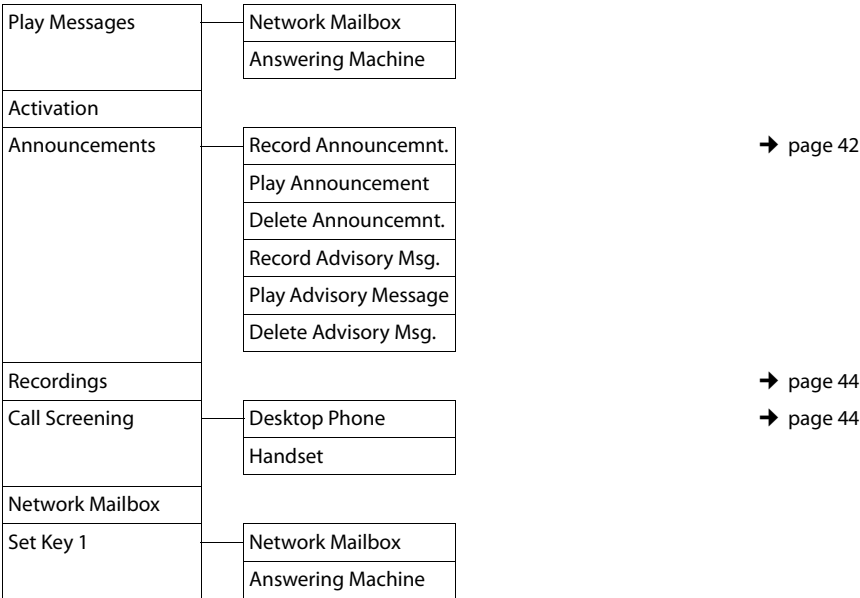 Play Messages Network Mailbox
Answering Machine
Activation
Announcements Record Announcemnt. ➔ page 42
Play Announcement
Delete Announcemnt.
Record Advisory Msg.
Play Advisory Message
Delete Advisory Msg.
Recordings ➔ page 44
Call Screening Desktop Phone ➔ page 44
Handset
Network Mailbox
Set Key 1 Network Mailbox
Answering Machine